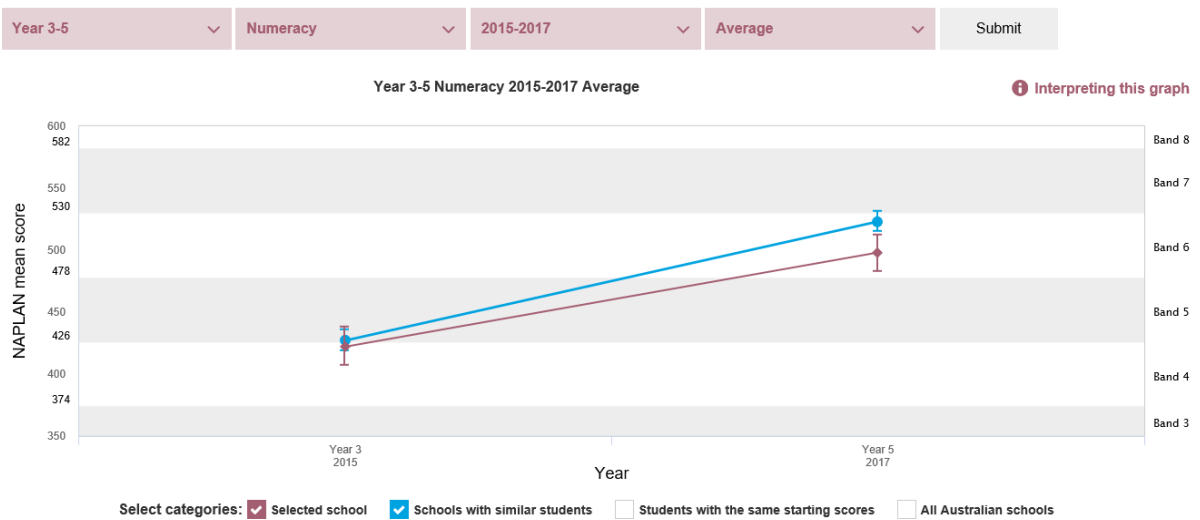 Year 3-5 Numeracy 2015-2017 Average Submit
Year 3-5 Numeracy 2015-2017 Average
Interpreting this graph
600
582
550
530
500
478
450
426
400
374
350
NAPLAN mean score
Band 8
Band 7
Band 6
Band 5
Band 4
Band 3
Year 3
2015
Year 5
2017
Year
Select categories: Selected school Schools with similar students Students with the same starting scores All Australian schools